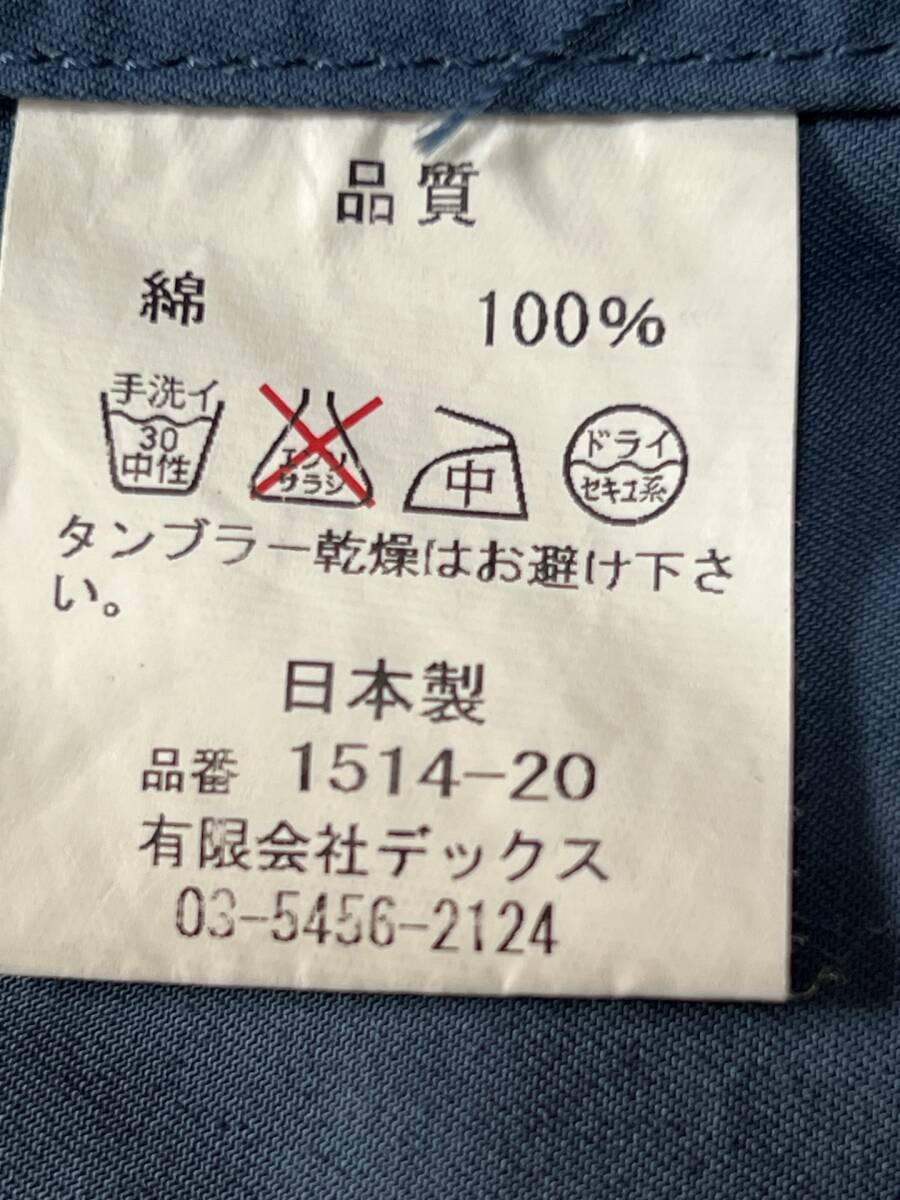 品質
綿 100%
手洗イ
30
中性
エンソ
サラシ
中
ドライ
セキユ系
タンブラー乾燥はお避け下さ
い。
日本製
品番 1514-20
有限会社デックス
03-5456-2124